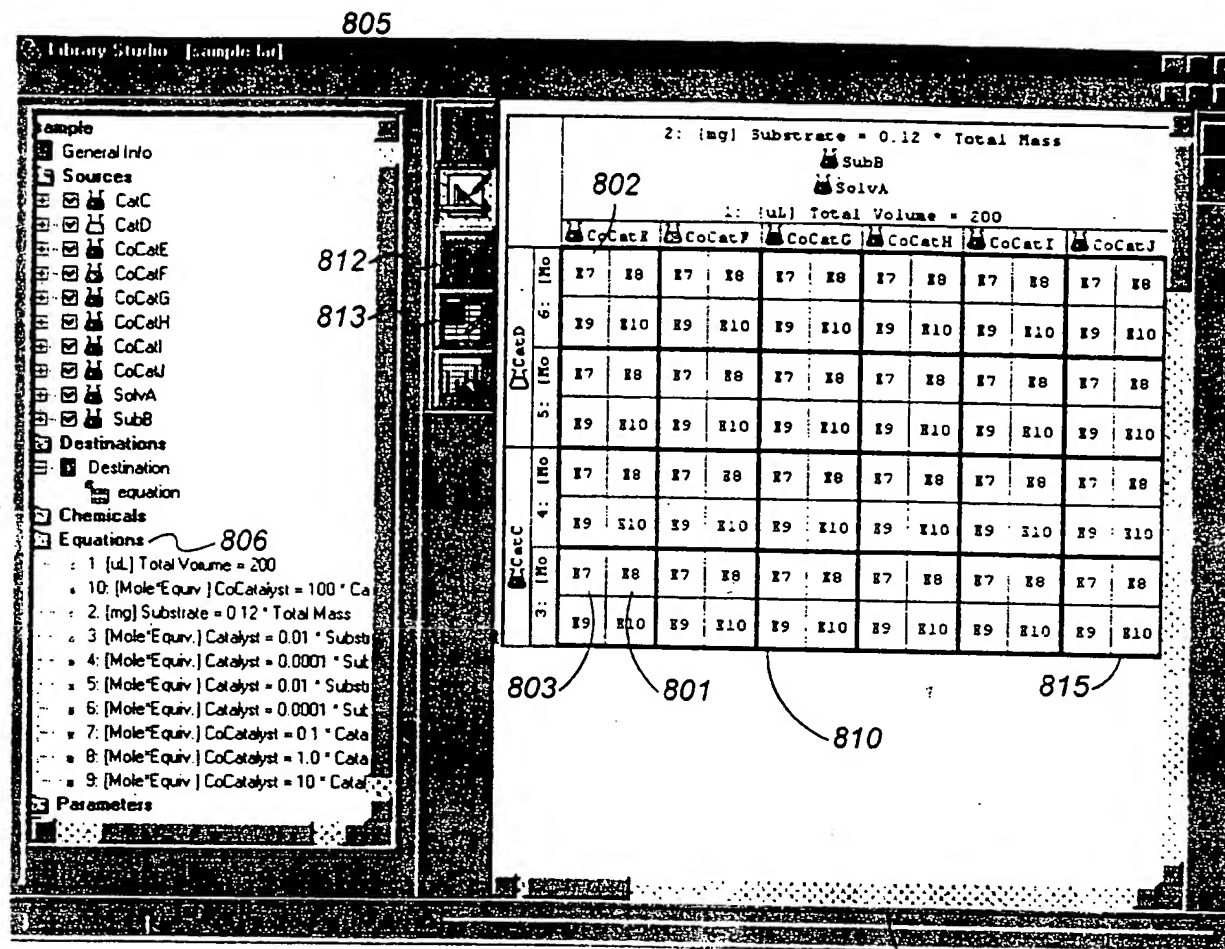 805
Library Studio - [sample.lat]
sample
General Info
Sources
CatC
CatD
CoCatE
CoCatF
CoCatG
CoCatH
CoCatI
CoCatJ
SolvA
SubB
Destinations
Destination
equation
Chemicals
Equations
806
1 [uL] Total Volume = 200
10: [Mole*Equiv.] CoCatalyst = 100 * Ca
2. [mg] Substrate = 0.12 * Total Mass
3 [Mole*Equiv.] Catalyst = 0.01 * Substr
4: [Mole*Equiv.] Catalyst = 0.0001 * Sub
5: [Mole*Equiv.] Catalyst = 0.01 * Substr
6: [Mole*Equiv.] Catalyst = 0.0001 * Sub
7: [Mole*Equiv.] CoCatalyst = 0.1 * Cata
8: [Mole*Equiv.] CoCatalyst = 1.0 * Cata
9: [Mole*Equiv.] CoCatalyst = 10 * Catal
Parameters
812
813
2: [mg] Substrate = 0.12 * Total Mass
SubB
SolvA
802
1: [uL] Total Volume = 200
CoCatE CoCatF CoCatG CoCatH CoCatI CoCatJ
CatD
6: [Mo
E7 E8 E7 E8 E7 E8 E7 E8 E7 E8 E7 E8
E9 E10 E9 E10 E9 E10 E9 E10 E9 E10 E9 E10
5: [Mo
E7 E8 E7 E8 E7 E8 E7 E8 E7 E8 E7 E8
E9 E10 E9 E10 E9 E10 E9 E10 E9 E10 E9 E10
CatC
4: [Mo
E7 E8 E7 E8 E7 E8 E7 E8 E7 E8 E7 E8
E9 E10 E9 E10 E9 E10 E9 E10 E9 E10 E9 E10
3: [Mo
E7 E8 E7 E8 E7 E8 E7 E8 E7 E8 E7 E8
E9 E10 E9 E10 E9 E10 E9 E10 E9 E10 E9 E10
803 801 810 815